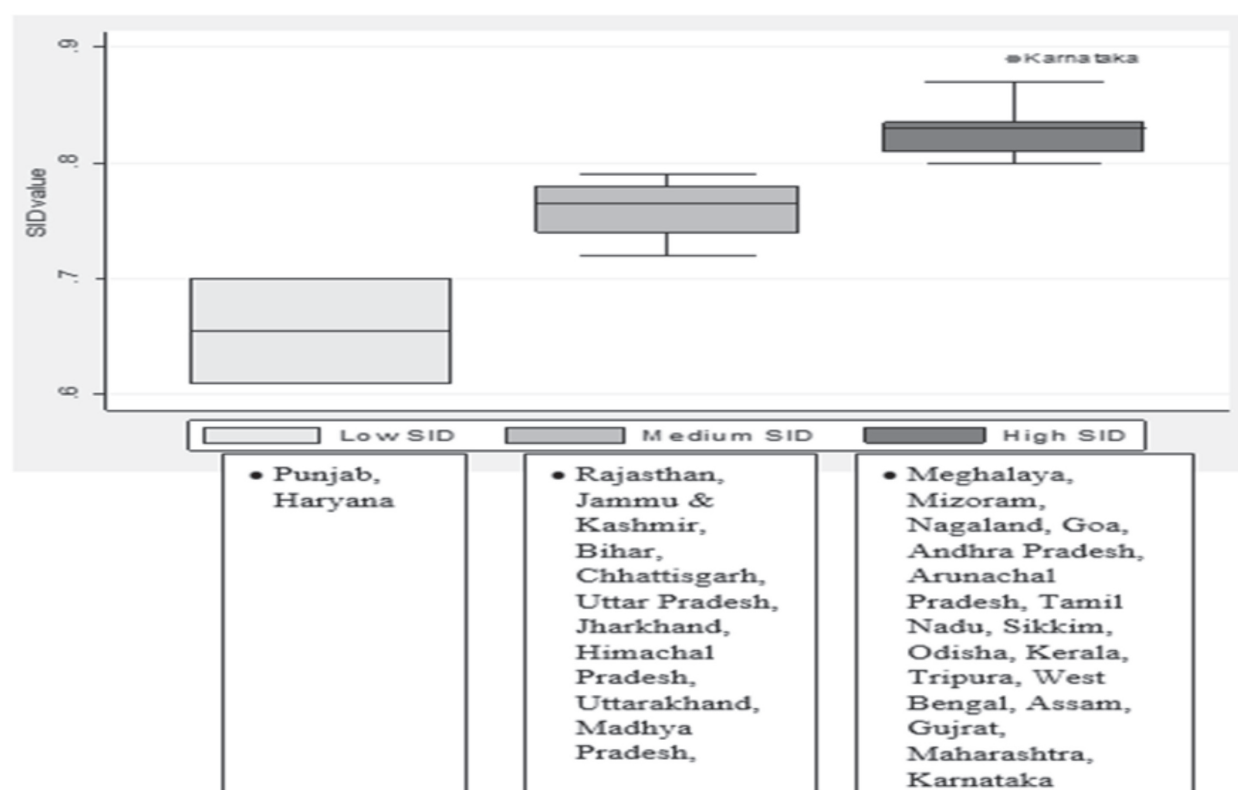 .9
Karnataka
.8
SIDvalue
.7
.6
Low SID
Medium SID
High SID
• Punjab,
Haryana
• Rajasthan,
Jammu &
Kashmir,
Bihar,
Chhattisgarh,
Uttar Pradesh,
Jharkhand,
Himachal
Pradesh,
Uttarakhand,
Madhya
Pradesh,
• Meghalaya,
Mizoram,
Nagaland, Goa,
Andhra Pradesh,
Arunachal
Pradesh, Tamil
Nadu, Sikkim,
Odisha, Kerala,
Tripura, West
Bengal, Assam,
Gujrat,
Maharashtra,
Karnataka